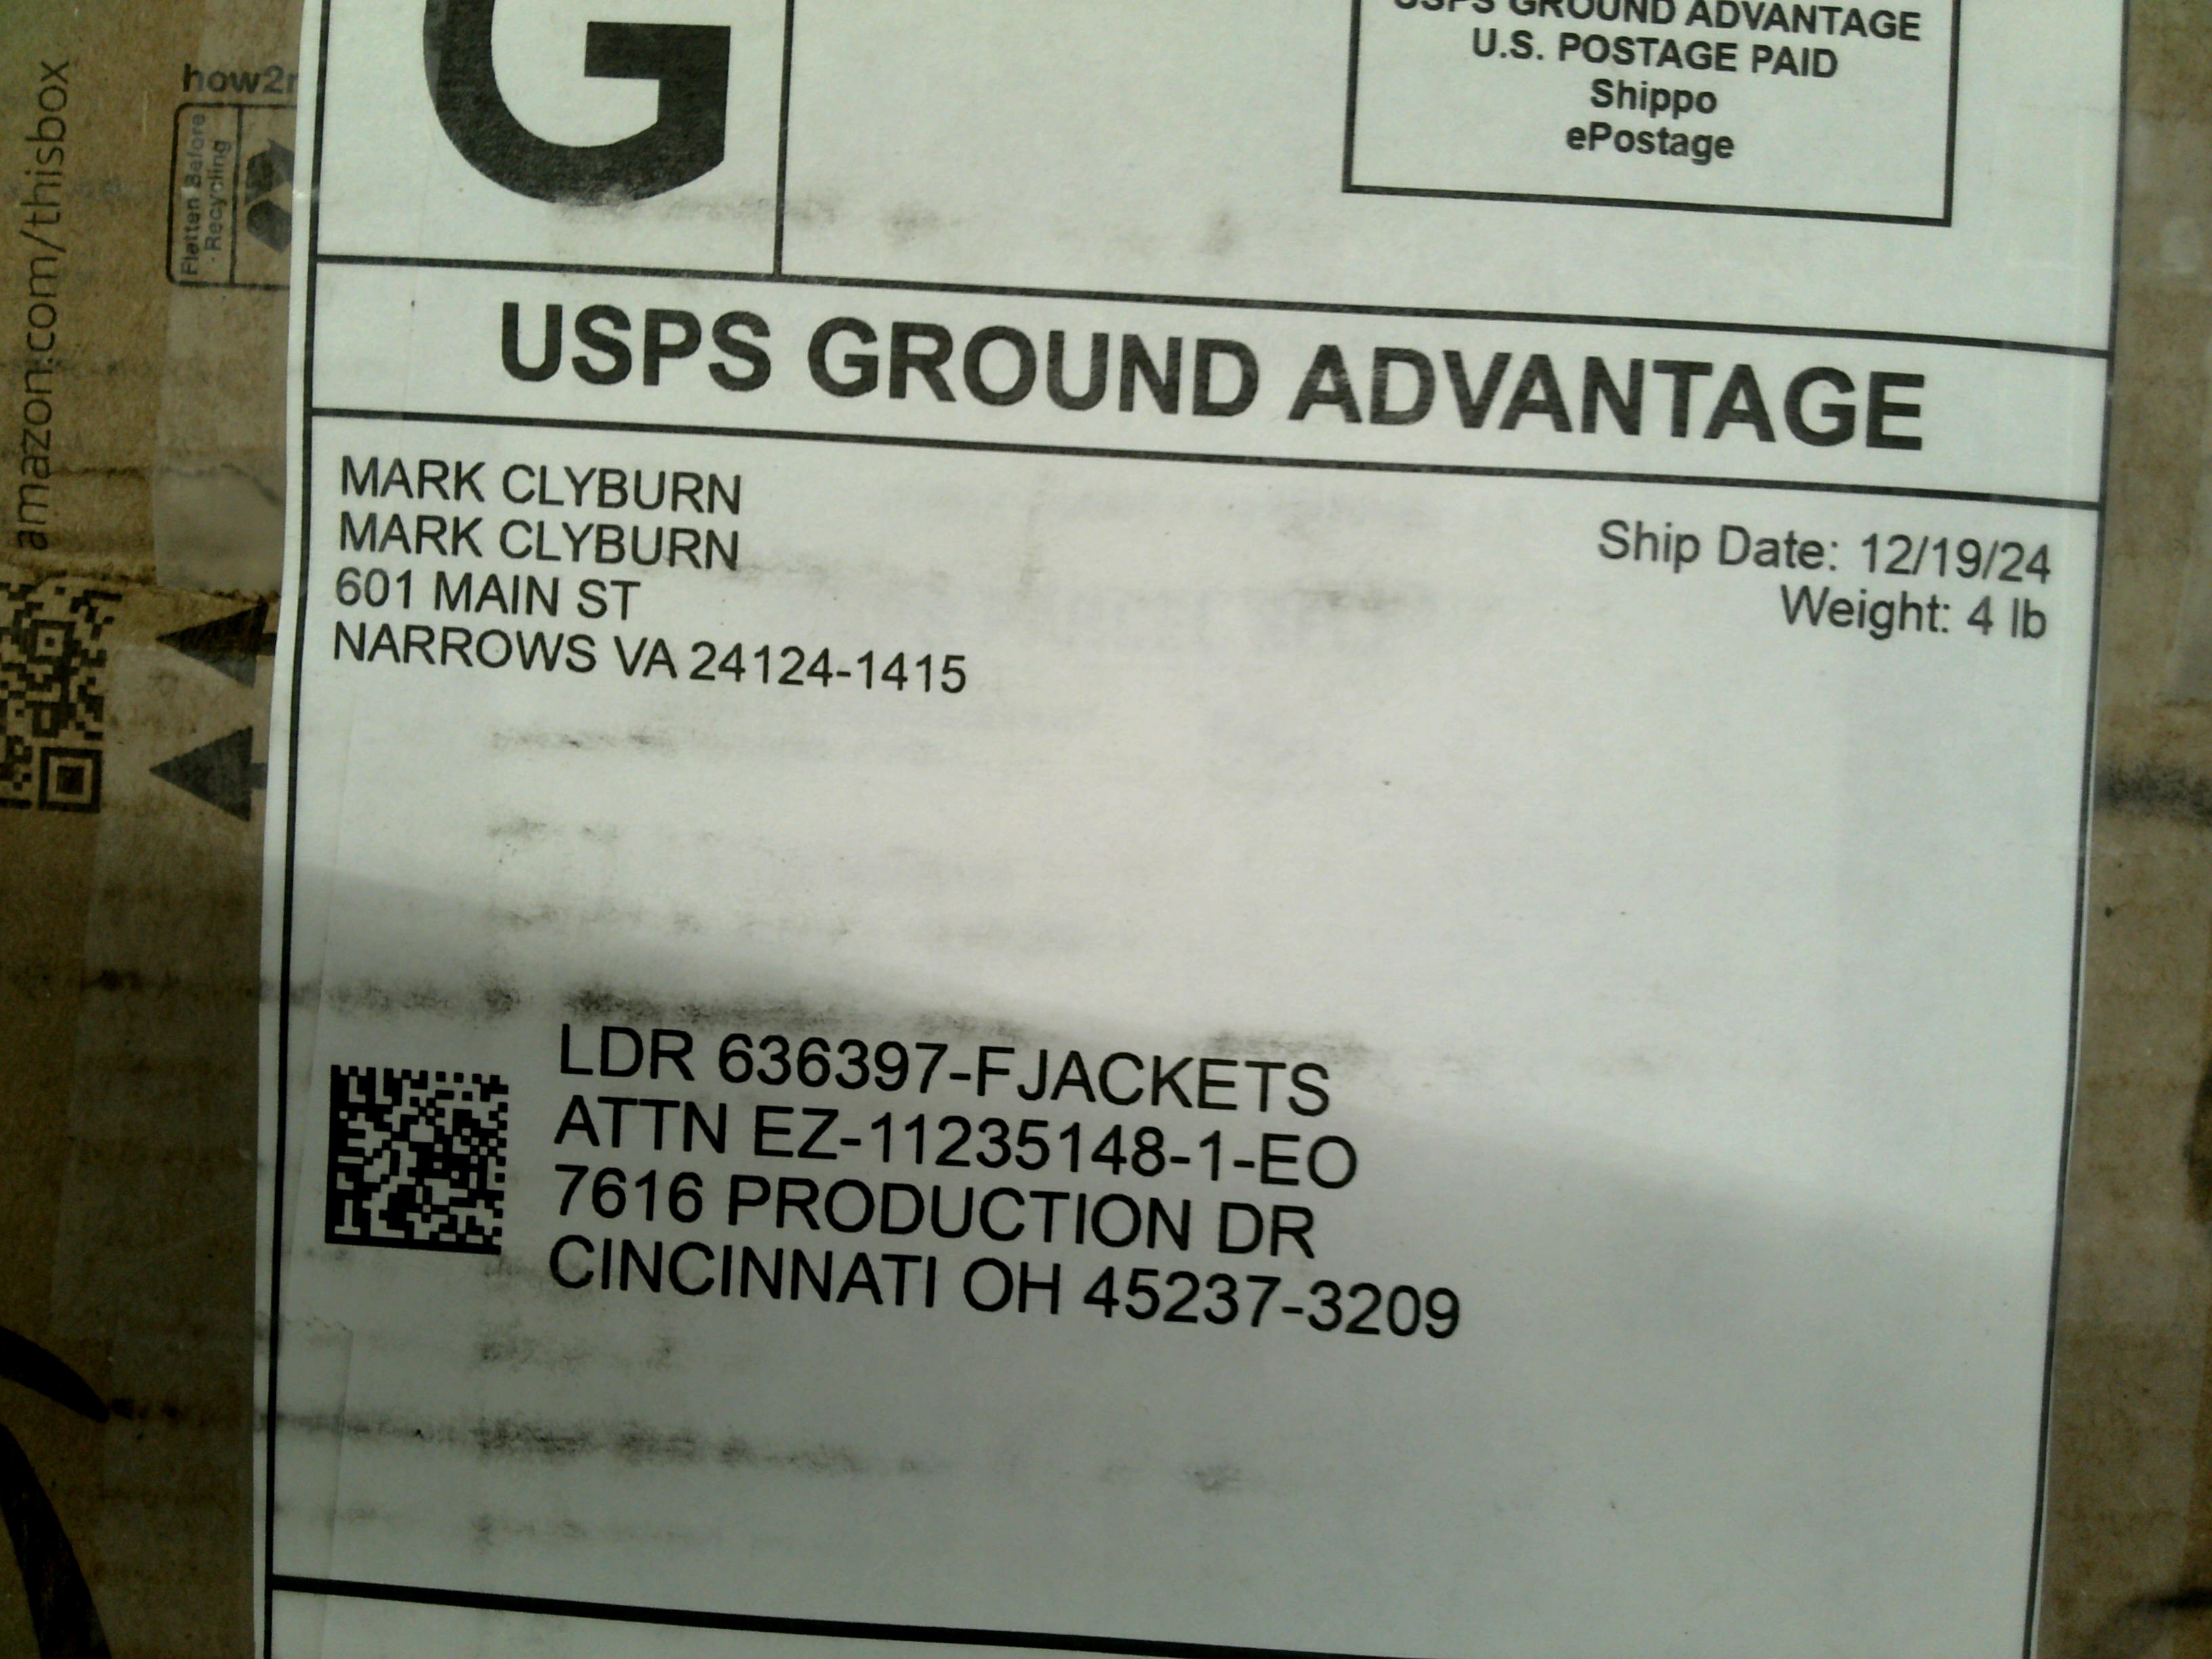 G
USPS GROUND ADVANTAGE
U.S. POSTAGE PAID
Shippo
ePostage
how2r
Flatten Before
Recycling
amazon.com/thisbox
USPS GROUND ADVANTAGE
MARK CLYBURN
MARK CLYBURN
601 MAIN ST
NARROWS VA 24124-1415
Ship Date: 12/19/24
Weight: 4 lb
LDR 636397-FJACKETS
ATTN EZ-11235148-1-EO
7616 PRODUCTION DR
CINCINNATI OH 45237-3209